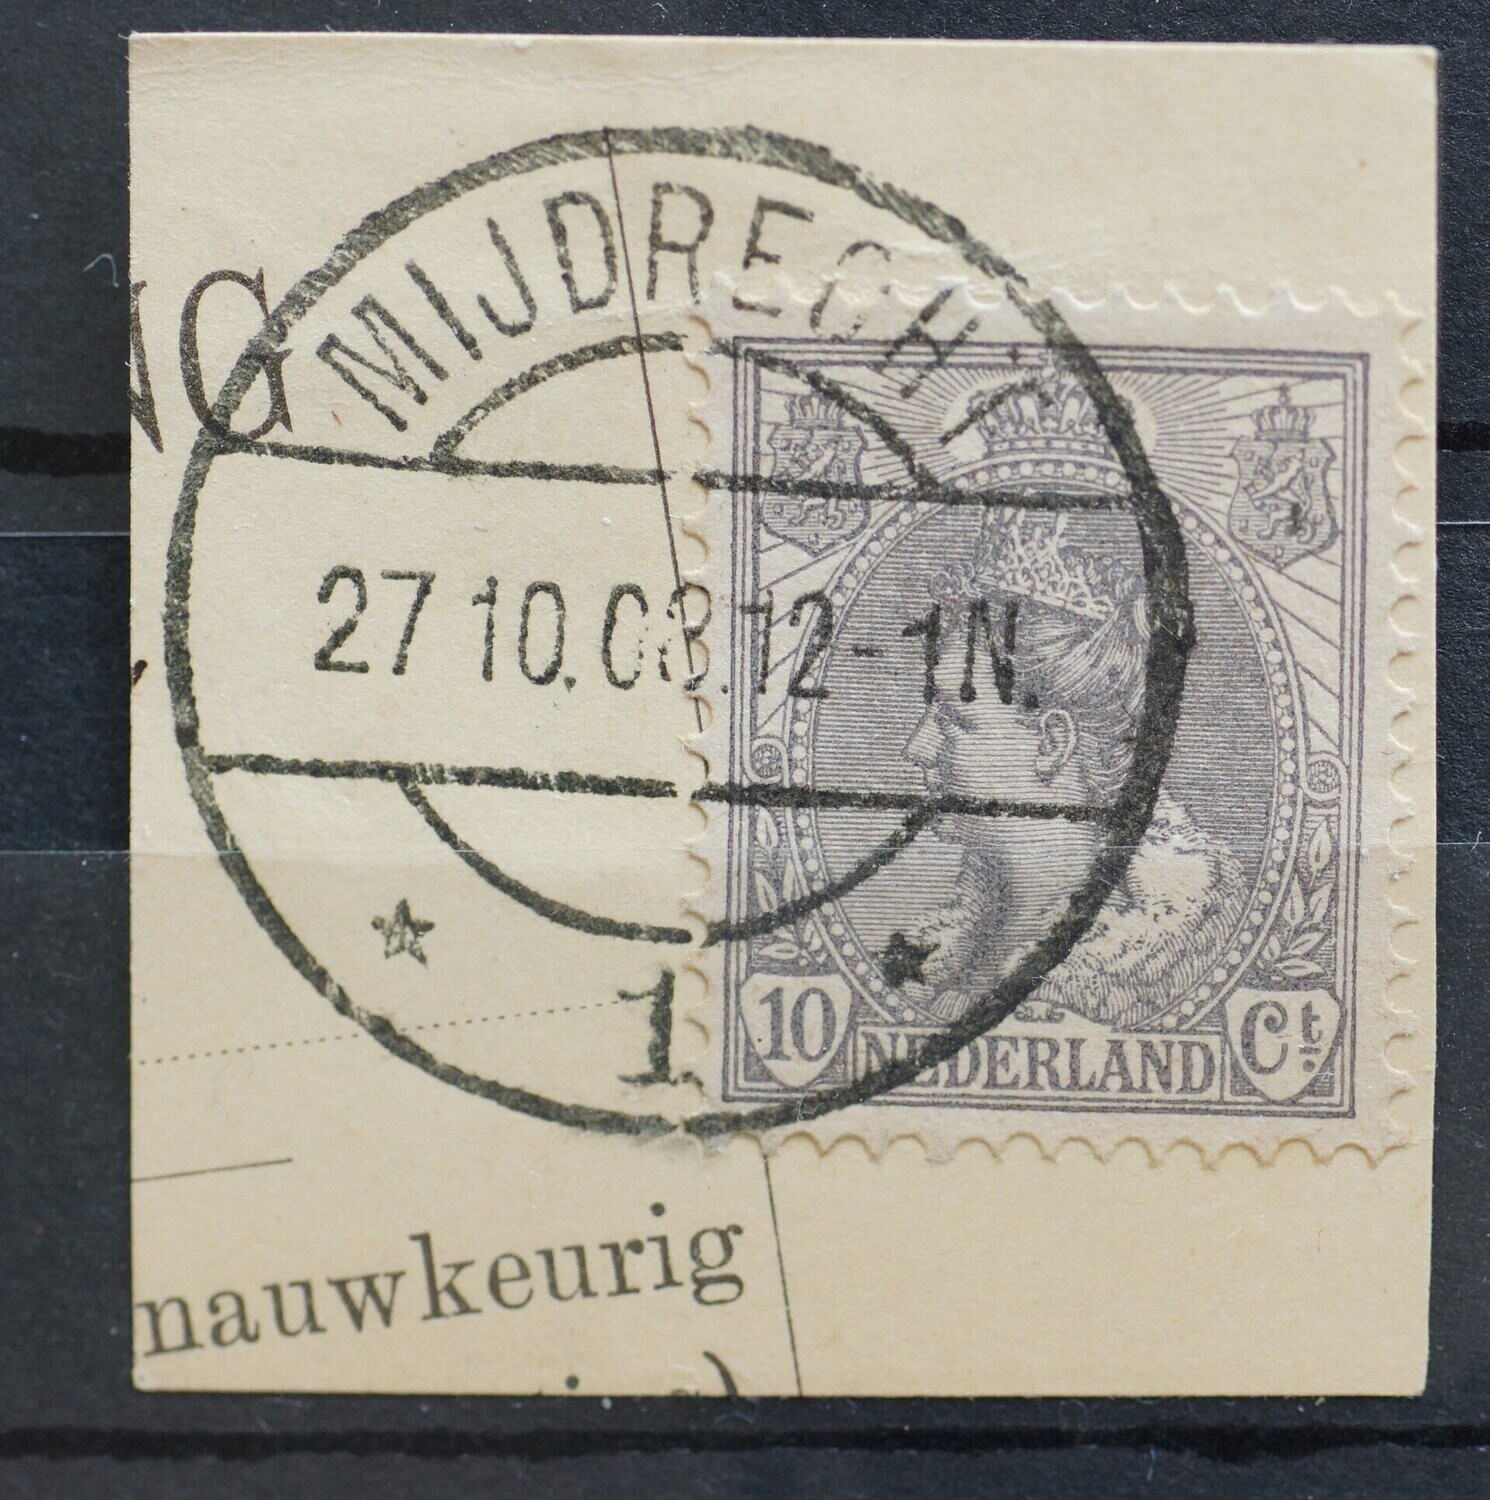 MIJDRECHT
NG
27 10.08.12-1N.
1
10 NEDERLAND Ct.
nauwkeurig